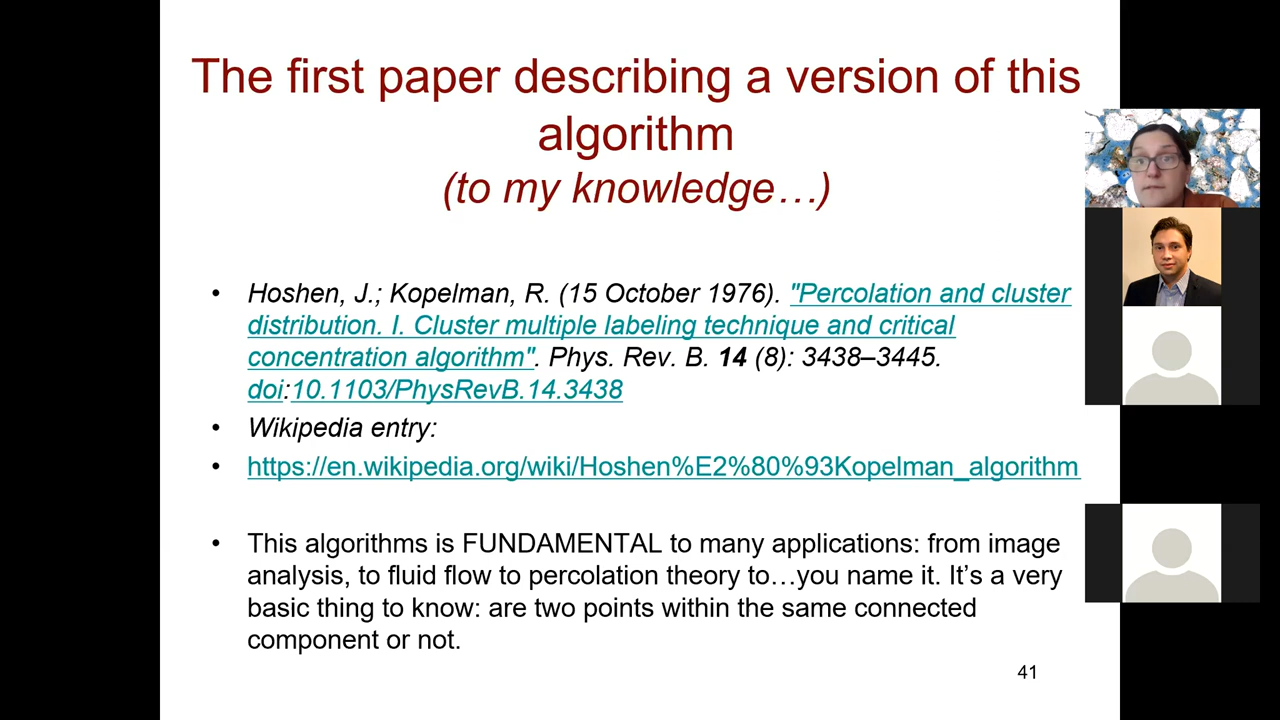 The first paper describing a version of this
algorithm
(to my knowledge…)
• Hoshen, J.; Kopelman, R. (15 October 1976). "Percolation and cluster
distribution. I. Cluster multiple labeling technique and critical
concentration algorithm". Phys. Rev. B. 14 (8): 3438–3445.
doi:10.1103/PhysRevB.14.3438
• Wikipedia entry:
• https://en.wikipedia.org/wiki/Hoshen%E2%80%93Kopelman_algorithm
• This algorithms is FUNDAMENTAL to many applications: from image
analysis, to fluid flow to percolation theory to…you name it. It’s a very
basic thing to know: are two points within the same connected
component or not.
41